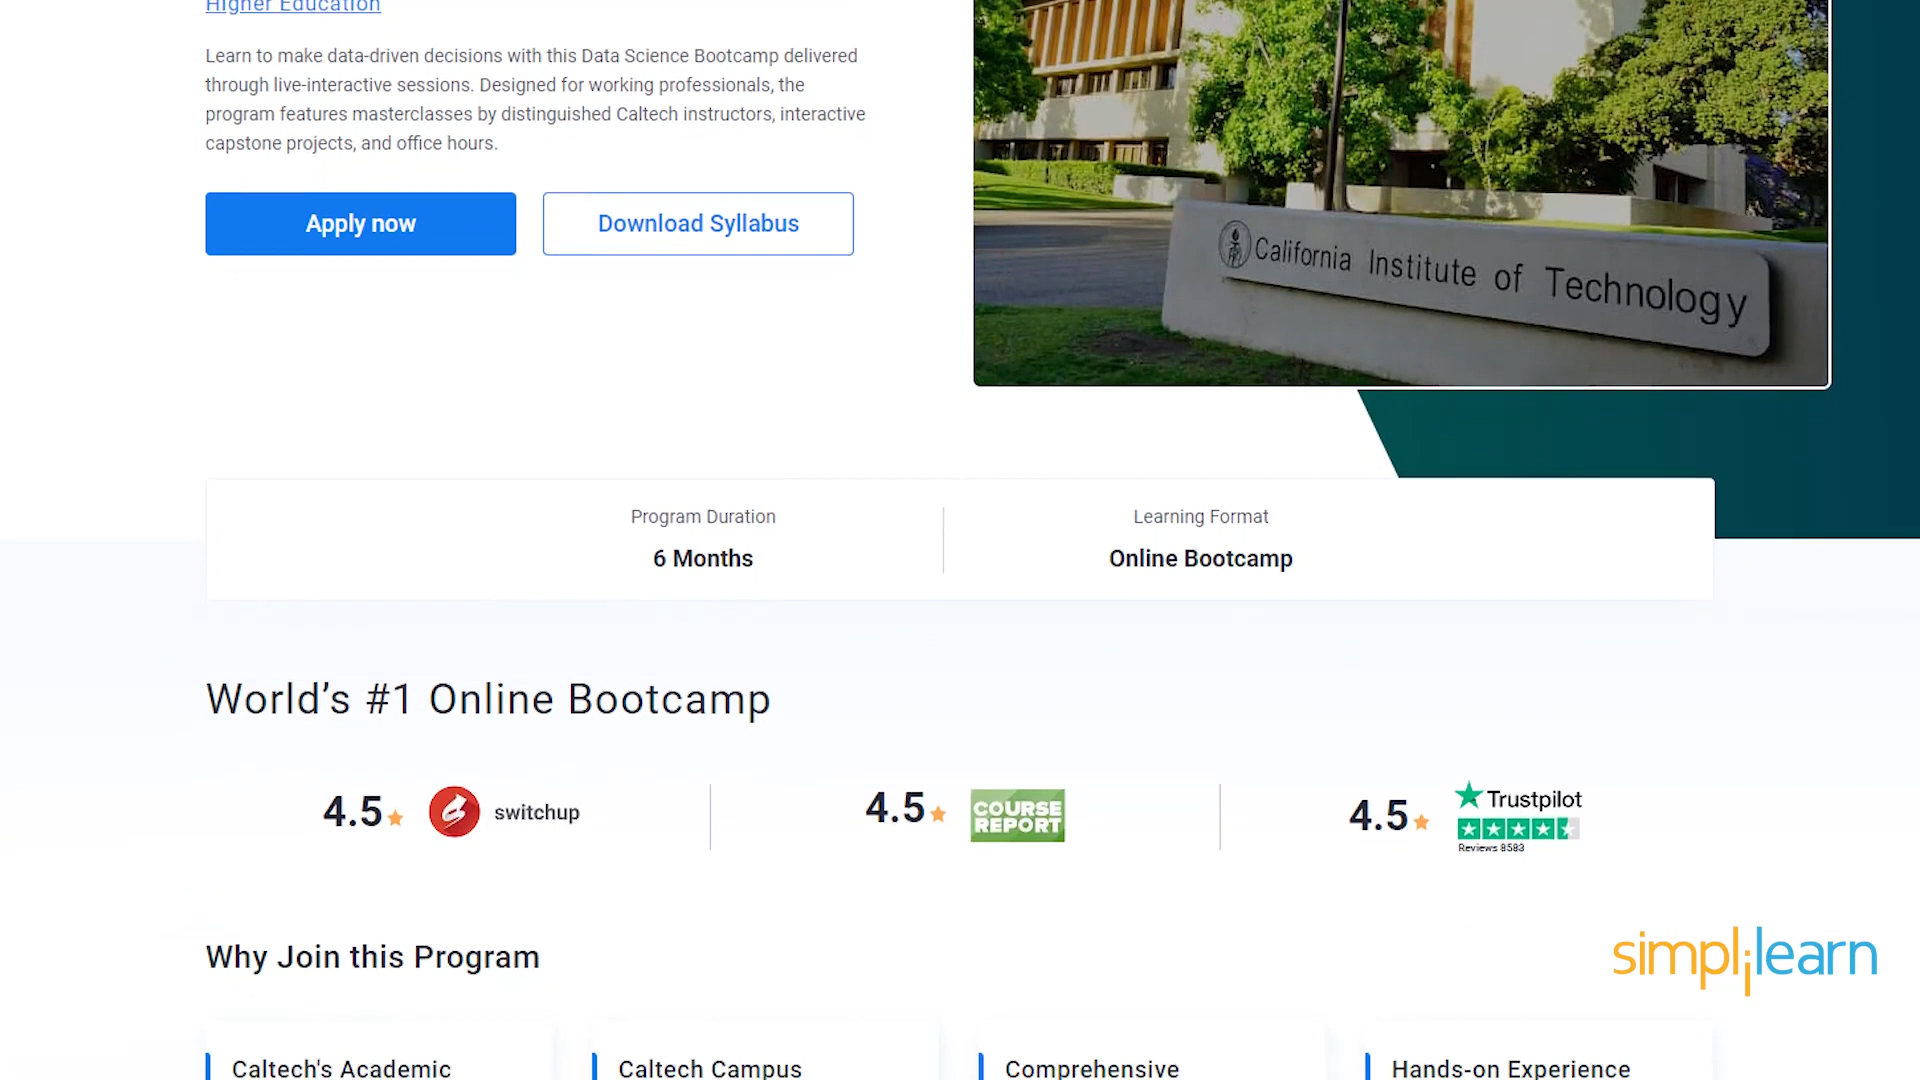 Higher Education
Learn to make data-driven decisions with this Data Science Bootcamp delivered
through live-interactive sessions. Designed for working professionals, the
program features masterclasses by distinguished Caltech instructors, interactive
capstone projects, and office hours.
Apply now
Download Syllabus
California Institute of Technology
Program Duration
6 Months
Learning Format
Online Bootcamp
World’s #1 Online Bootcamp
4.5
switchup
4.5
COURSE
REPORT
4.5
Trustpilot
Reviews 8583
Why Join this Program
simplilearn
Caltech's Academic
Caltech Campus
Comprehensive
Hands-on Experience